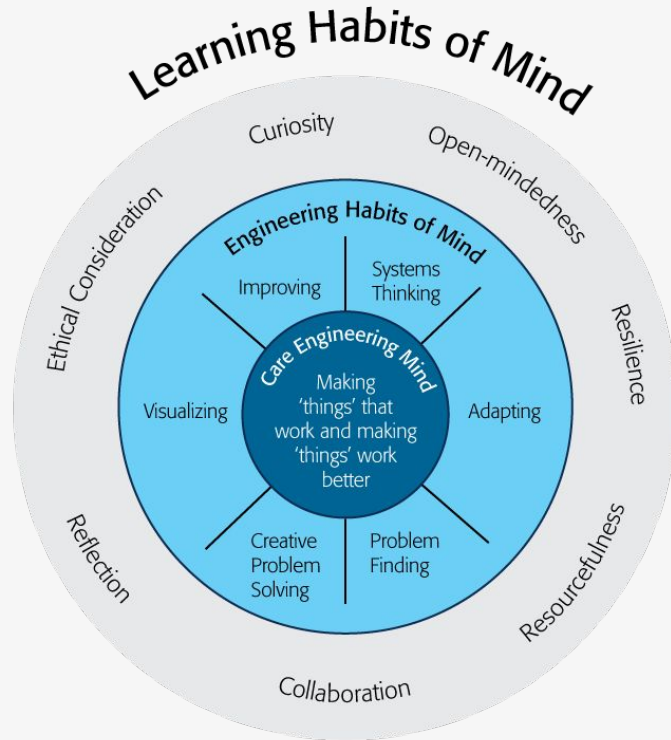 Learning Habits of Mind
Curiosity
Open-mindedness
Resilience
Resourcefulness
Collaboration
Reflection
Ethical Consideration
Engineering Habits of Mind
Improving
Systems
Thinking
Adapting
Problem
Finding
Creative
Problem
Solving
Visualizing
Care Engineering Mind
Making
'things' that
work and making
'things' work
better